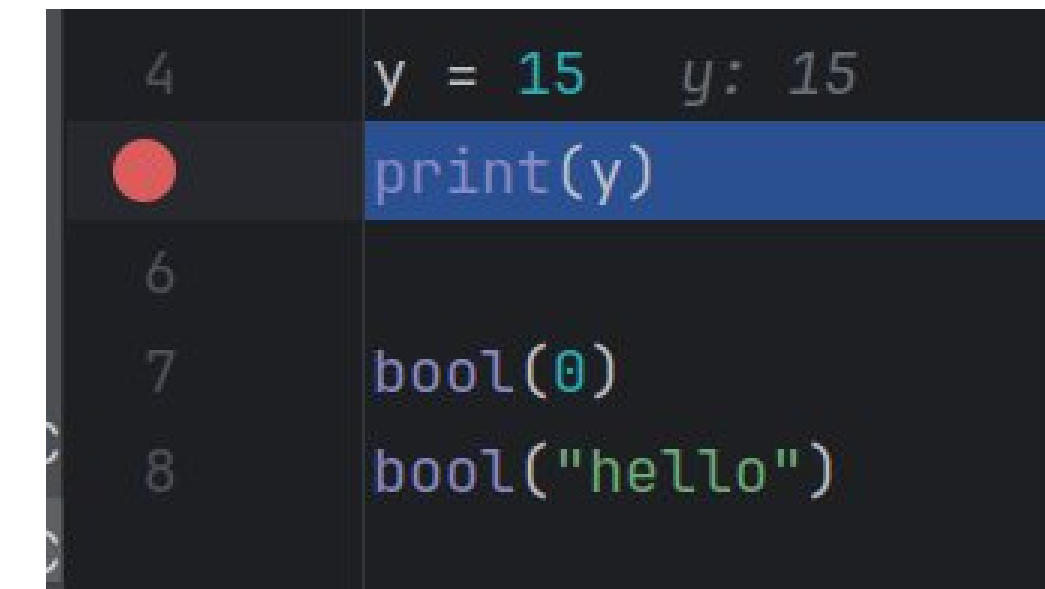 4 y = 15 y: 15
print(y)
6
7 bool(0)
8 bool("hello")